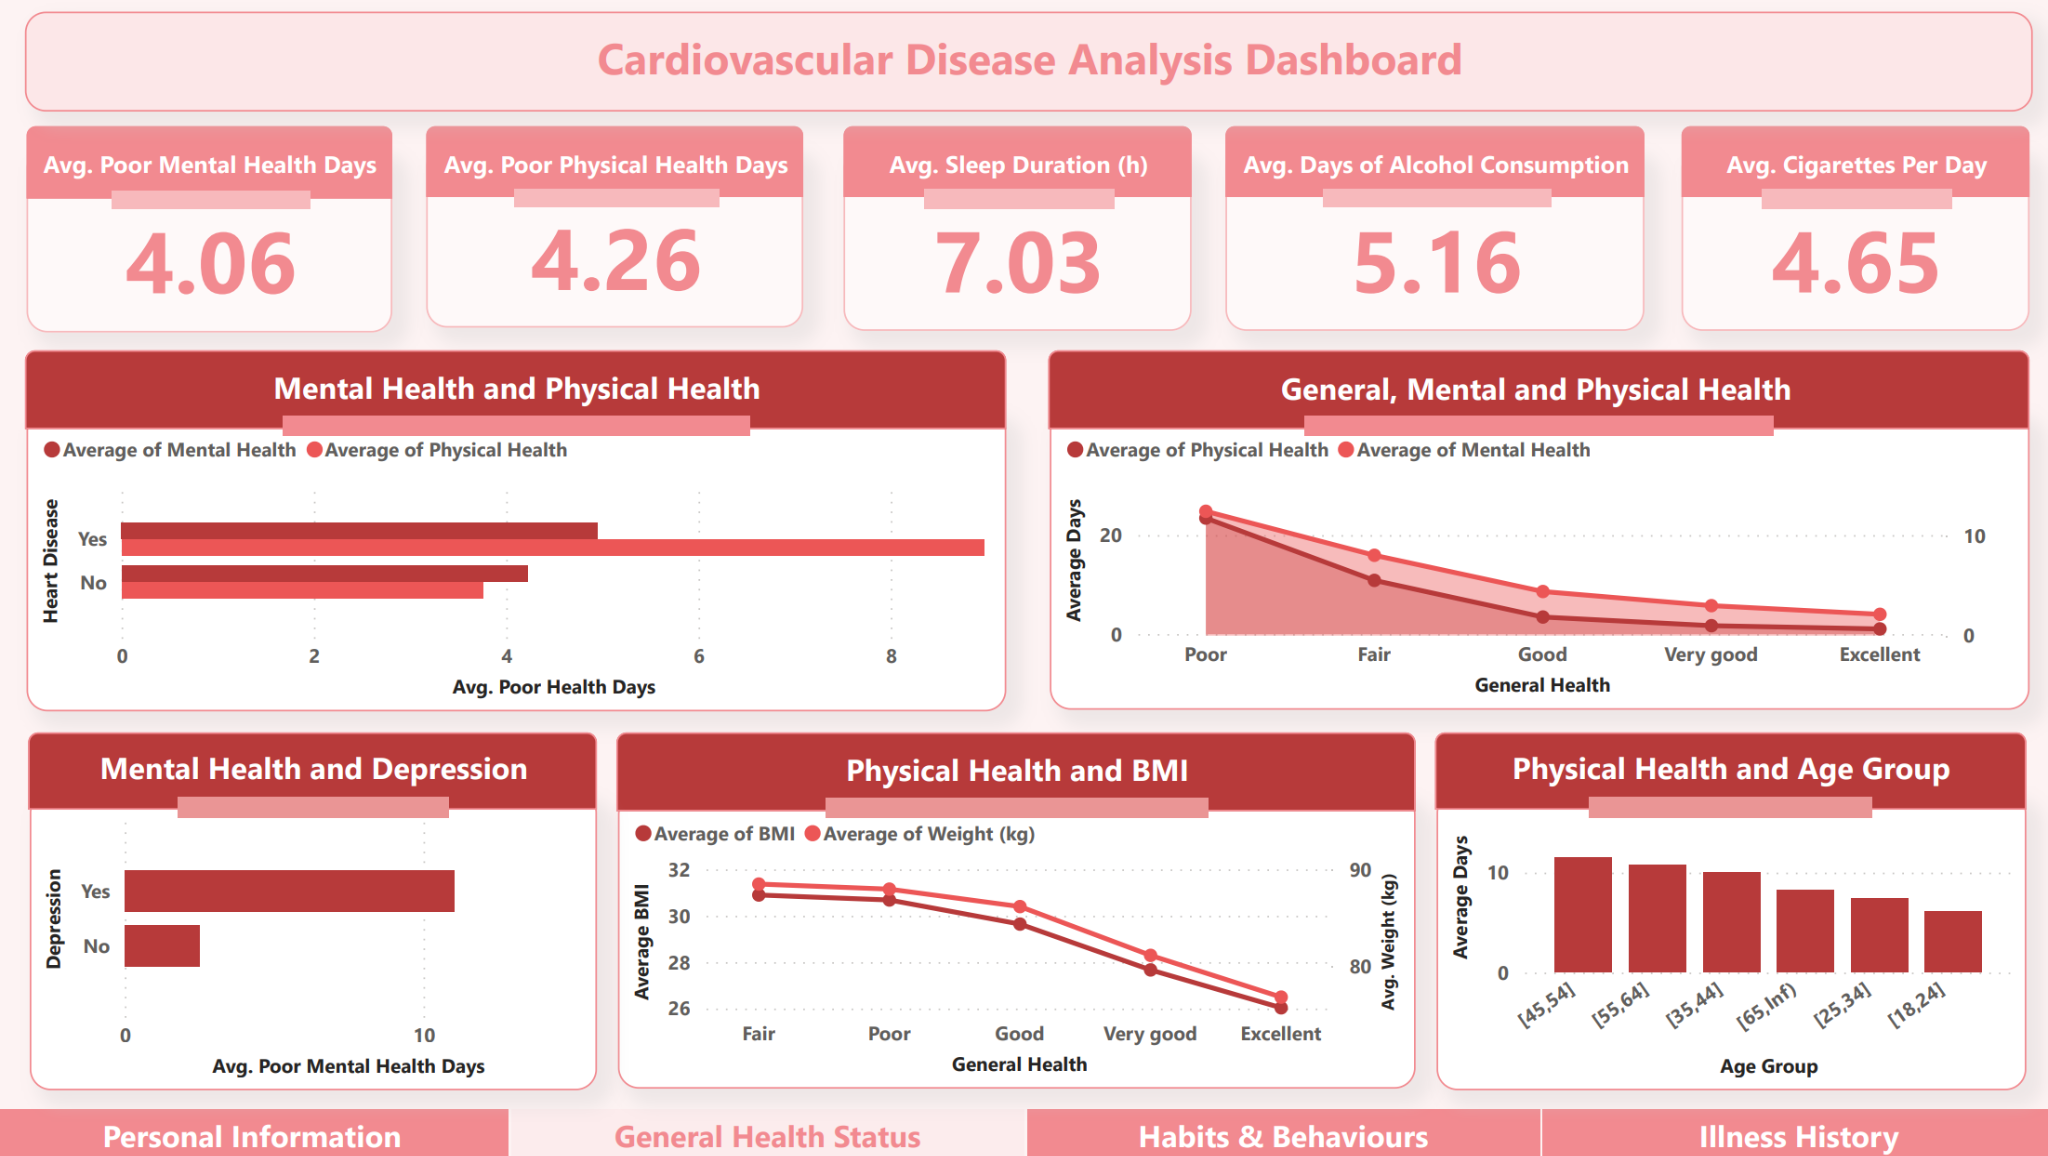 Cardiovascular Disease Analysis Dashboard
Avg. Poor Mental Health Days
4.06
Avg. Poor Physical Health Days
4.26
Avg. Sleep Duration (h)
7.03
Avg. Days of Alcohol Consumption
5.16
Avg. Cigarettes Per Day
4.65
Mental Health and Physical Health
Average of Mental Health Average of Physical Health
Heart Disease
Yes
No
0 2 4 6 8
Avg. Poor Health Days
General, Mental and Physical Health
Average of Physical Health Average of Mental Health
Average Days
20
0
10
0
Poor Fair Good Very good Excellent
General Health
Mental Health and Depression
Depression
Yes
No
0 10
Avg. Poor Mental Health Days
Physical Health and BMI
Average of BMI Average of Weight (kg)
Average BMI
32
30
28
26
90
80
Avg. Weight (kg)
Fair Poor Good Very good Excellent
General Health
Physical Health and Age Group
Average Days
10
0
[45,54] [55,64] [35,44] [65,Inf) [25,34] [18,24]
Age Group
Personal Information
General Health Status
Habits & Behaviours
Illness History